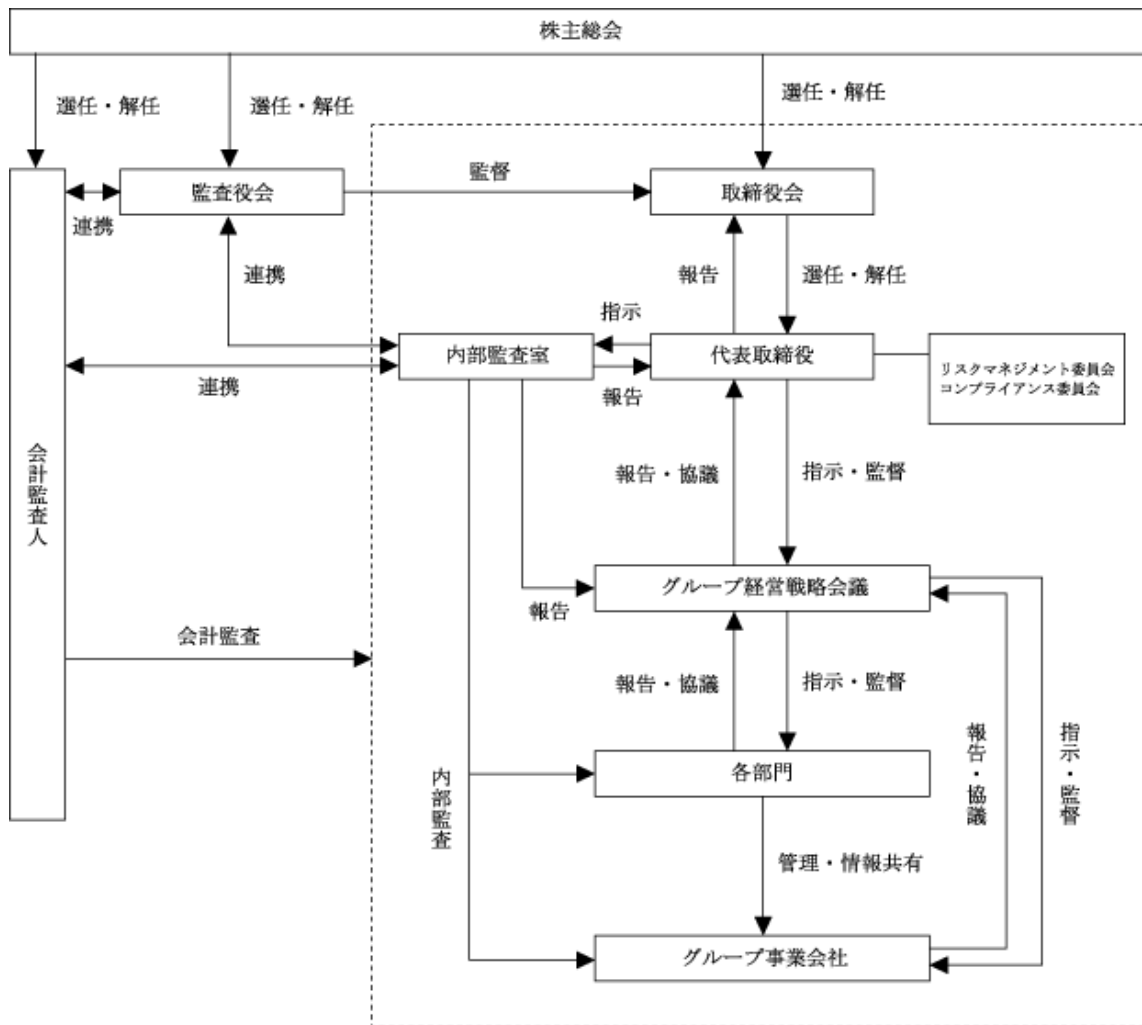 株主総会
選任・解任
選任・解任
選任・解任
監査役会
監督
取締役会
連携
連携
報告
選任・解任
指示
内部監査室
代表取締役
リスクマネジメント委員会
コンプライアンス委員会
連携
報告
会計監査人
報告・協議
指示・監督
グループ経営戦略会議
報告
会計監査
報告・協議
指示・監督
報告・協議
指示・監督
各部門
内部監査
管理・情報共有
グループ事業会社